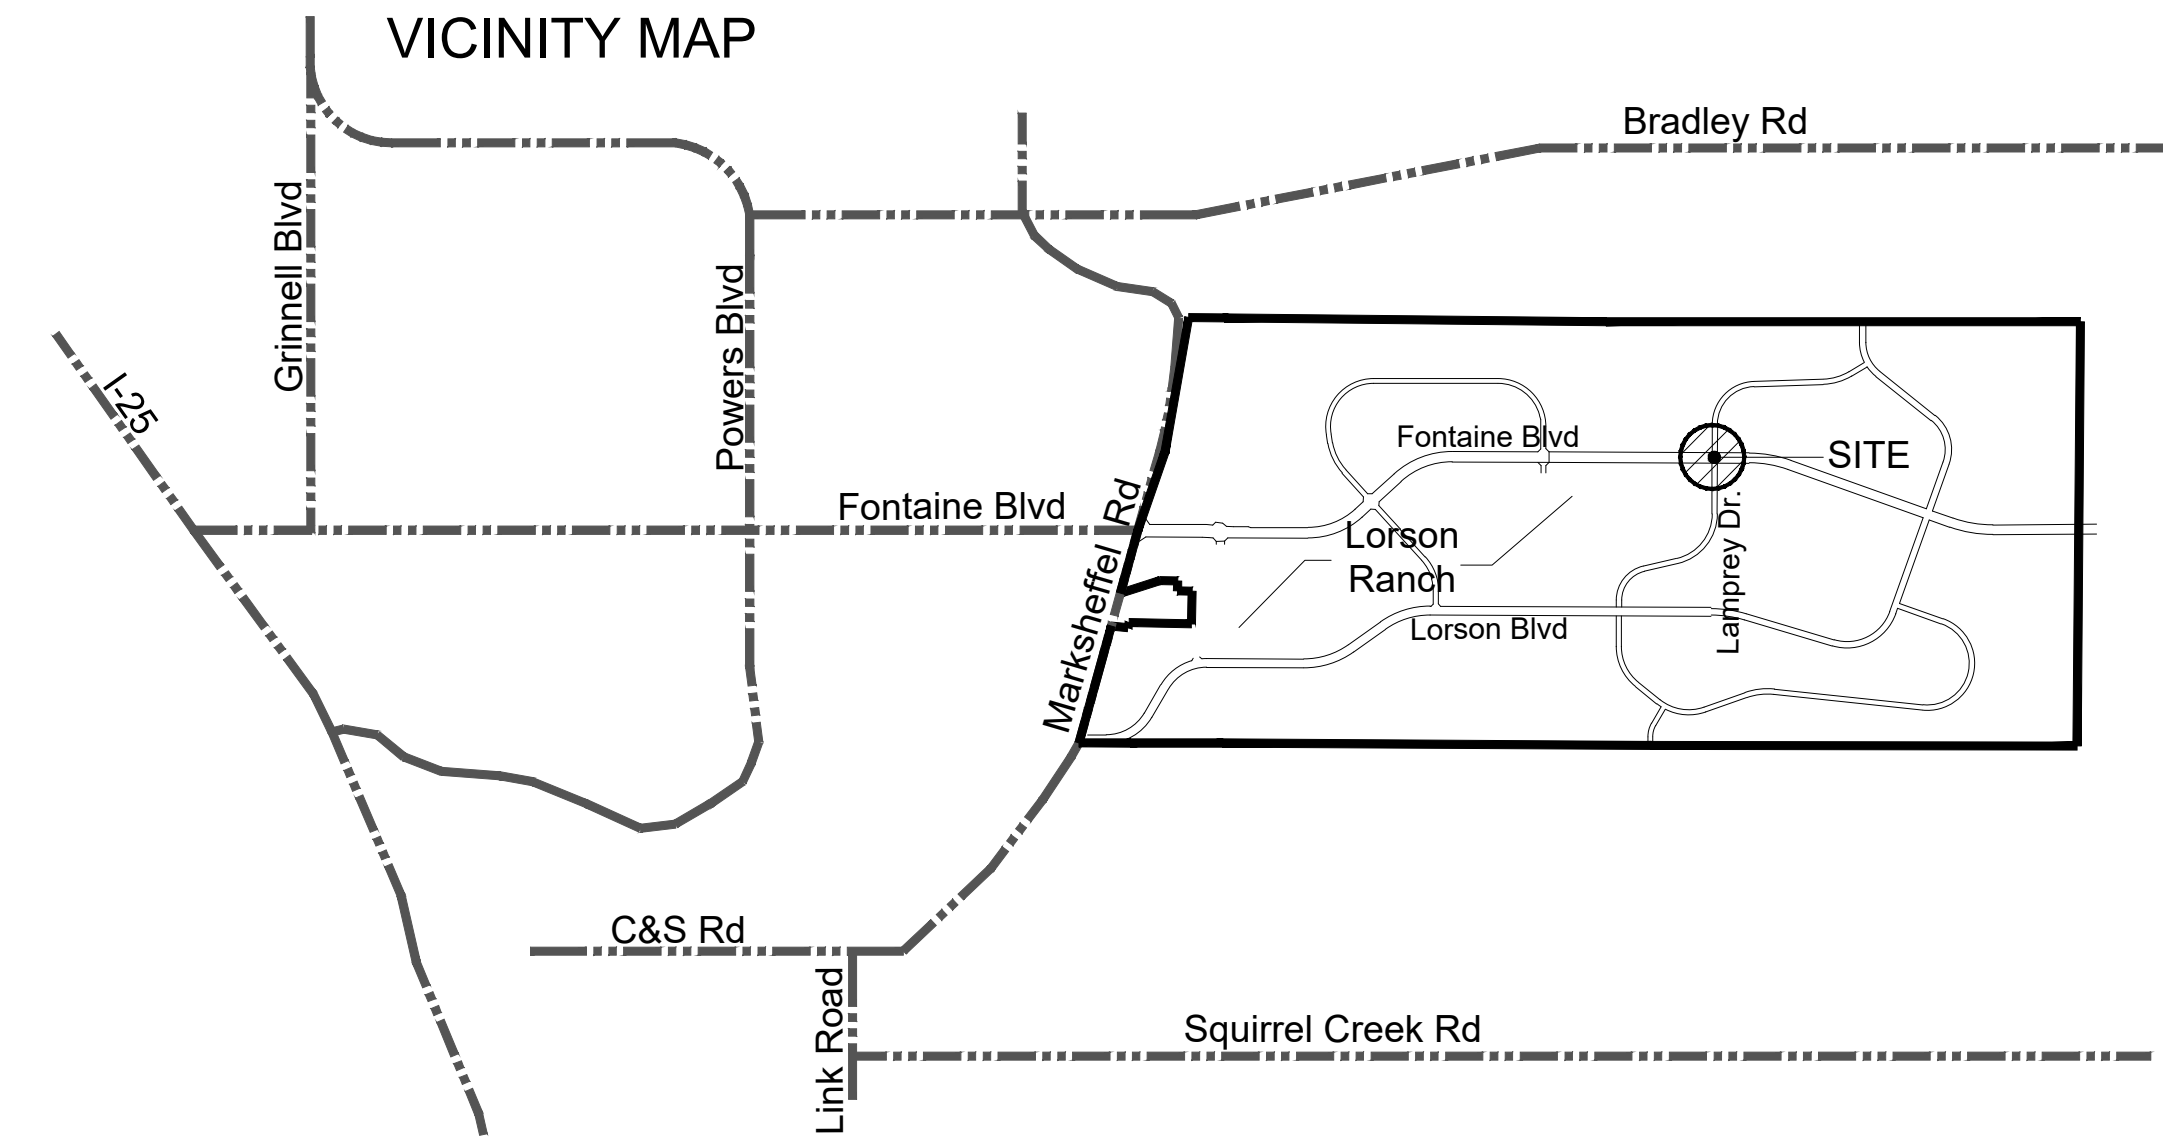 VICINITY MAP
Bradley Rd
Grinnell Blvd
Powers Blvd
I-25
Fontaine Blvd
SITE
Fontaine Blvd
Marksheffel Rd
Lorson
Ranch
Lamprey Dr.
Lorson Blvd
C&S Rd
Link Road
Squirrel Creek Rd